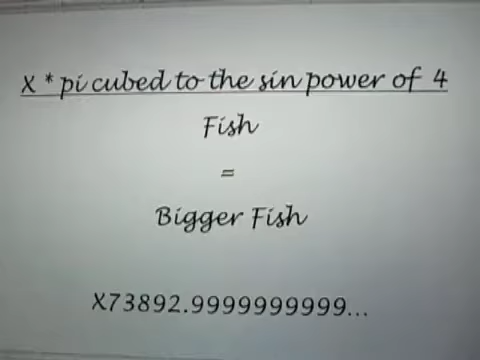 X * pi cubed to the sin power of 4
Fish
=
Bigger Fish
X73892.9999999999...